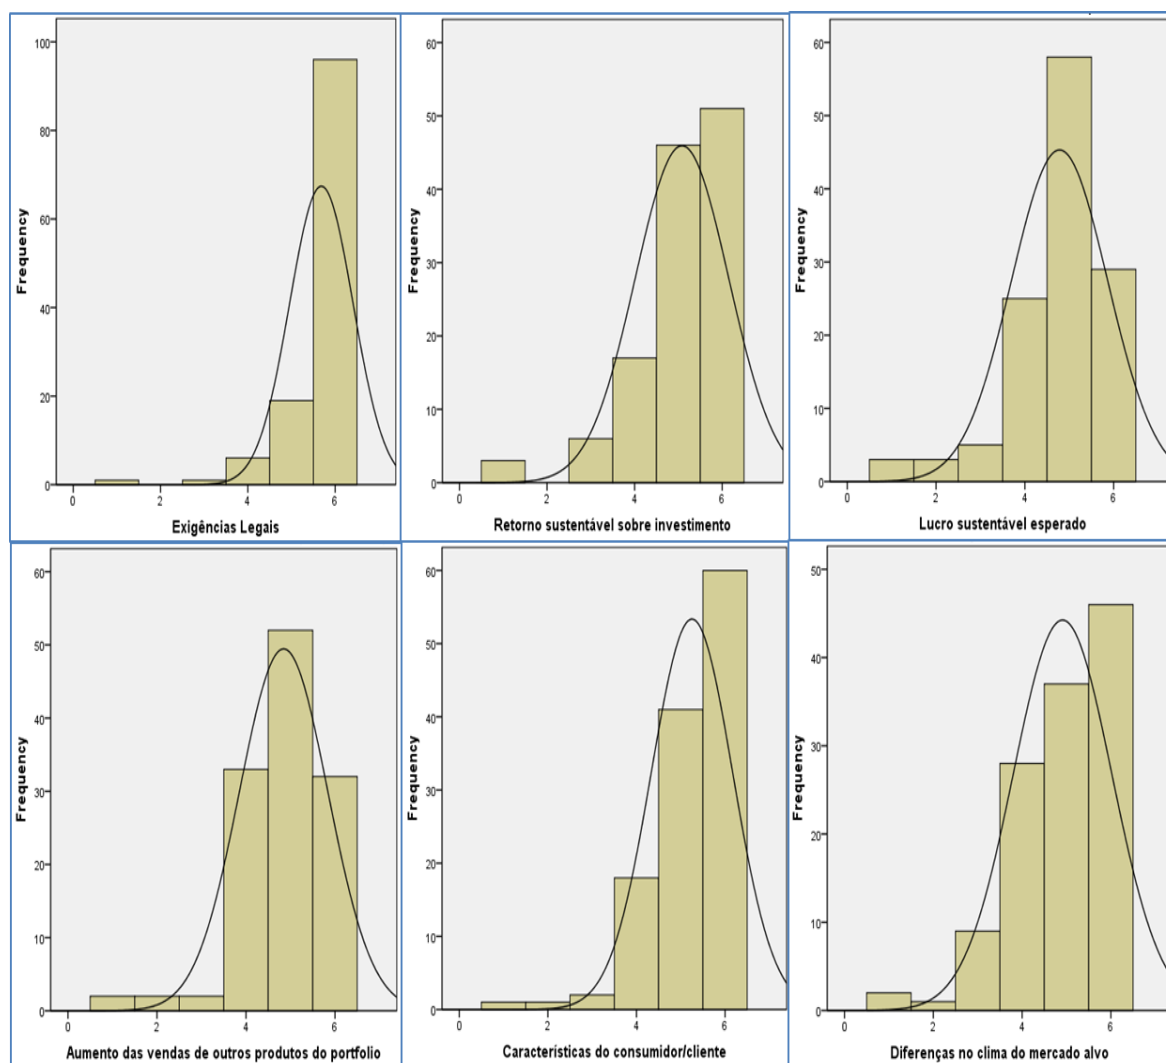 Frequency
100
80
60
40
20
0
0 2 4 6
Exigências Legais
Frequency
60
50
40
30
20
10
0
0 2 4 6
Retorno sustentável sobre investimento
Frequency
60
50
40
30
20
10
0
0 2 4 6
Lucro sustentável esperado
Frequency
60
50
40
30
20
10
0
0 2 4 6
Aumento das vendas de outros produtos do portfolio
Frequency
60
50
40
30
20
10
0
0 2 4 6
Características do consumidor/cliente
Frequency
50
40
30
20
10
0
0 2 4 6
Diferenças no clima do mercado alvo